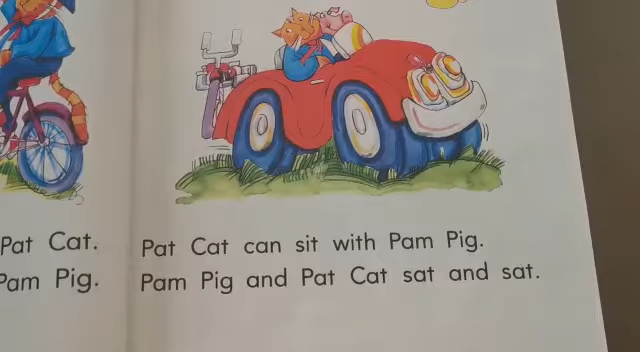 Pat Cat.
Pam Pig.
Pat Cat can sit with Pam Pig.
Pam Pig and Pat Cat sat and sat.